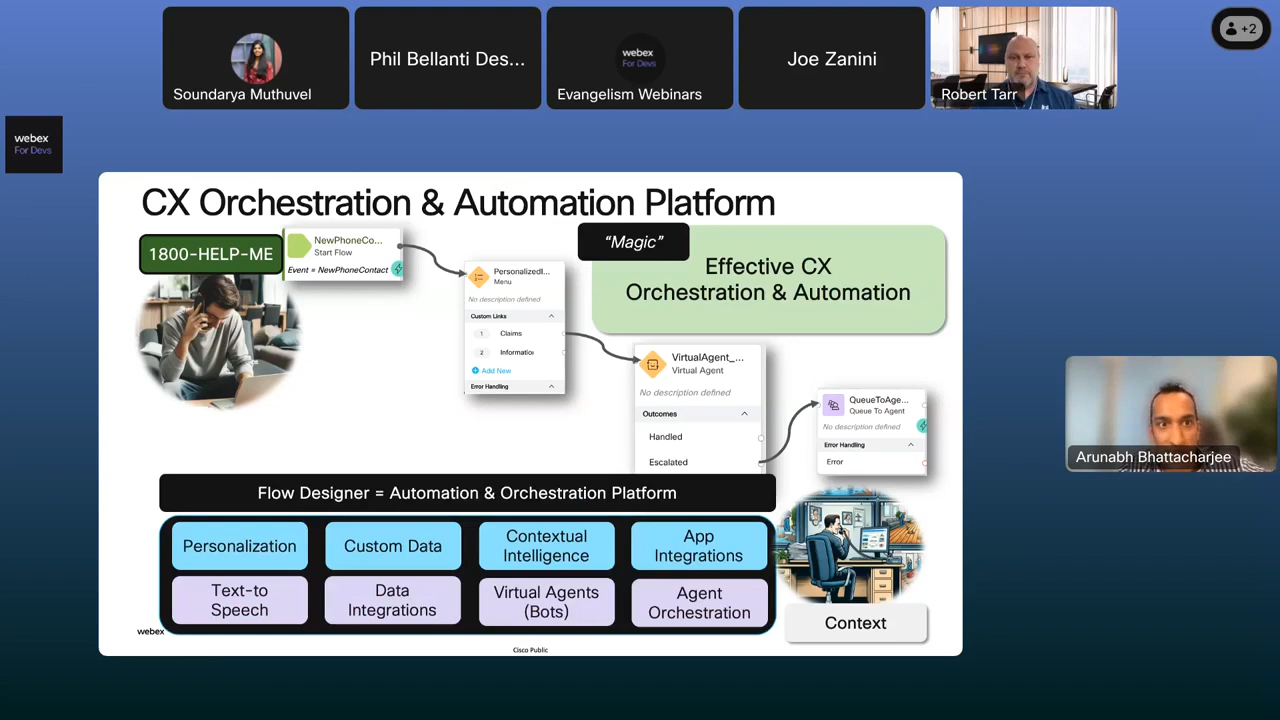 Soundarya Muthuvel
Phil Bellanti Des...
webex
For Devs
Evangelism Webinars
Joe Zanini
Robert Tarr
+2
webex
For Devs
CX Orchestration & Automation Platform
1800-HELP-ME
NewPhoneCo...
Start Flow
Event = NewPhoneContact
"Magic"
Effective CX
Orchestration & Automation
PersonalizedI...
Menu
No description defined
Custom Links
1 Claims
2 Informatio
Add New
Error Handling
VirtualAgent_...
Virtual Agent
No description defined
Outcomes
Handled
Escalated
QueueToAge...
Queue To Agent
No description defined
Error Handling
Error
Arunabh Bhattacharjee
Flow Designer = Automation & Orchestration Platform
Personalization
Custom Data
Contextual
Intelligence
App
Integrations
Text-to
Speech
Data
Integrations
Virtual Agents
(Bots)
Agent
Orchestration
Context
webex
Cisco Public